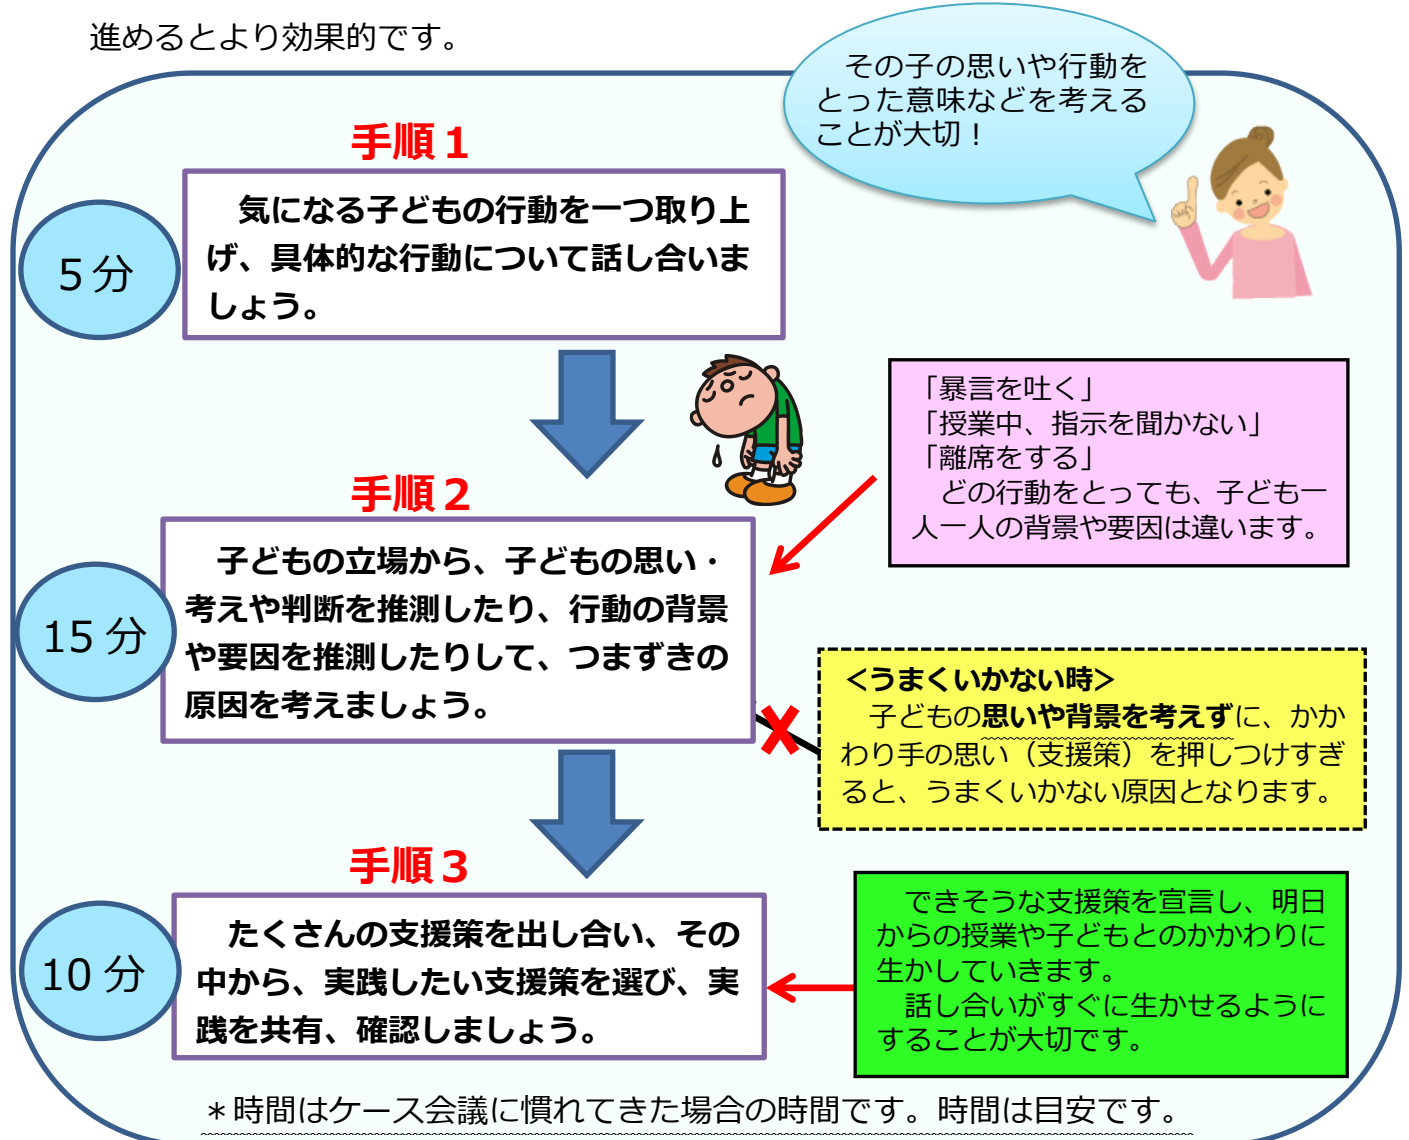 進めるとより効果的です。
その子の思いや行動を
とった意味などを考える
ことが大切！
手順１
５分
気になる子どもの行動を一つ取り上
げ、具体的な行動について話し合いま
しょう。
「暴言を吐く」
「授業中、指示を聞かない」
「離席をする」
どの行動をとっても、子ども一
人一人の背景や要因は違います。
手順２
15 分
子どもの立場から、子どもの思い・
考えや判断を推測したり、行動の背景
や要因を推測したりして、つまずきの
原因を考えましょう。
＜うまくいかない時＞
子どもの思いや背景を考えずに、かか
わり手の思い（支援策）を押しつけすぎ
ると、うまくいかない原因となります。
手順３
10 分
たくさんの支援策を出し合い、その
中から、実践したい支援策を選び、実
践を共有、確認しましょう。
できそうな支援策を宣言し、明日
からの授業や子どもとのかかわりに
生かしていきます。
話し合いがすぐに生かせるように
することが大切です。
＊時間はケース会議に慣れてきた場合の時間です。時間は目安です。